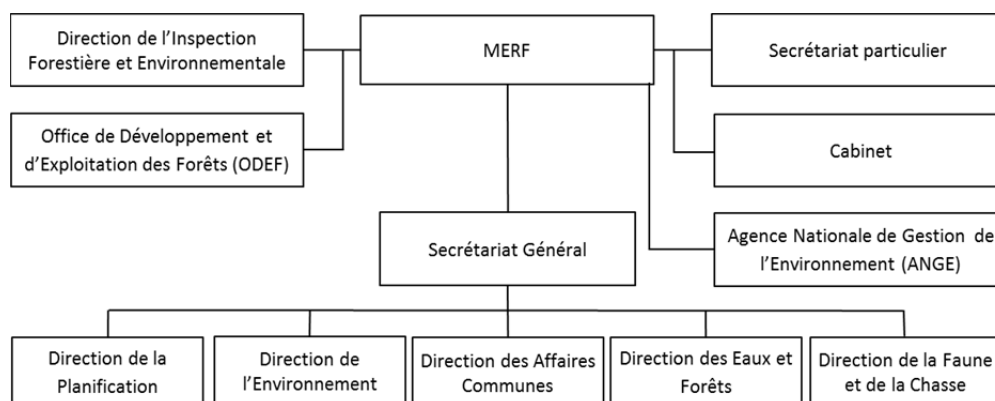 Direction de l’Inspection
Forestière et Environnementale
MERF
Secrétariat particulier
Office de Développement et
d’Exploitation des Forêts (ODEF)
Cabinet
Secrétariat Général
Agence Nationale de Gestion de
l’Environnement (ANGE)
Direction de la
Planification
Direction de
l’Environnement
Direction des Affaires
Communes
Direction des Eaux et
Forêts
Direction de la Faune
et de la Chasse